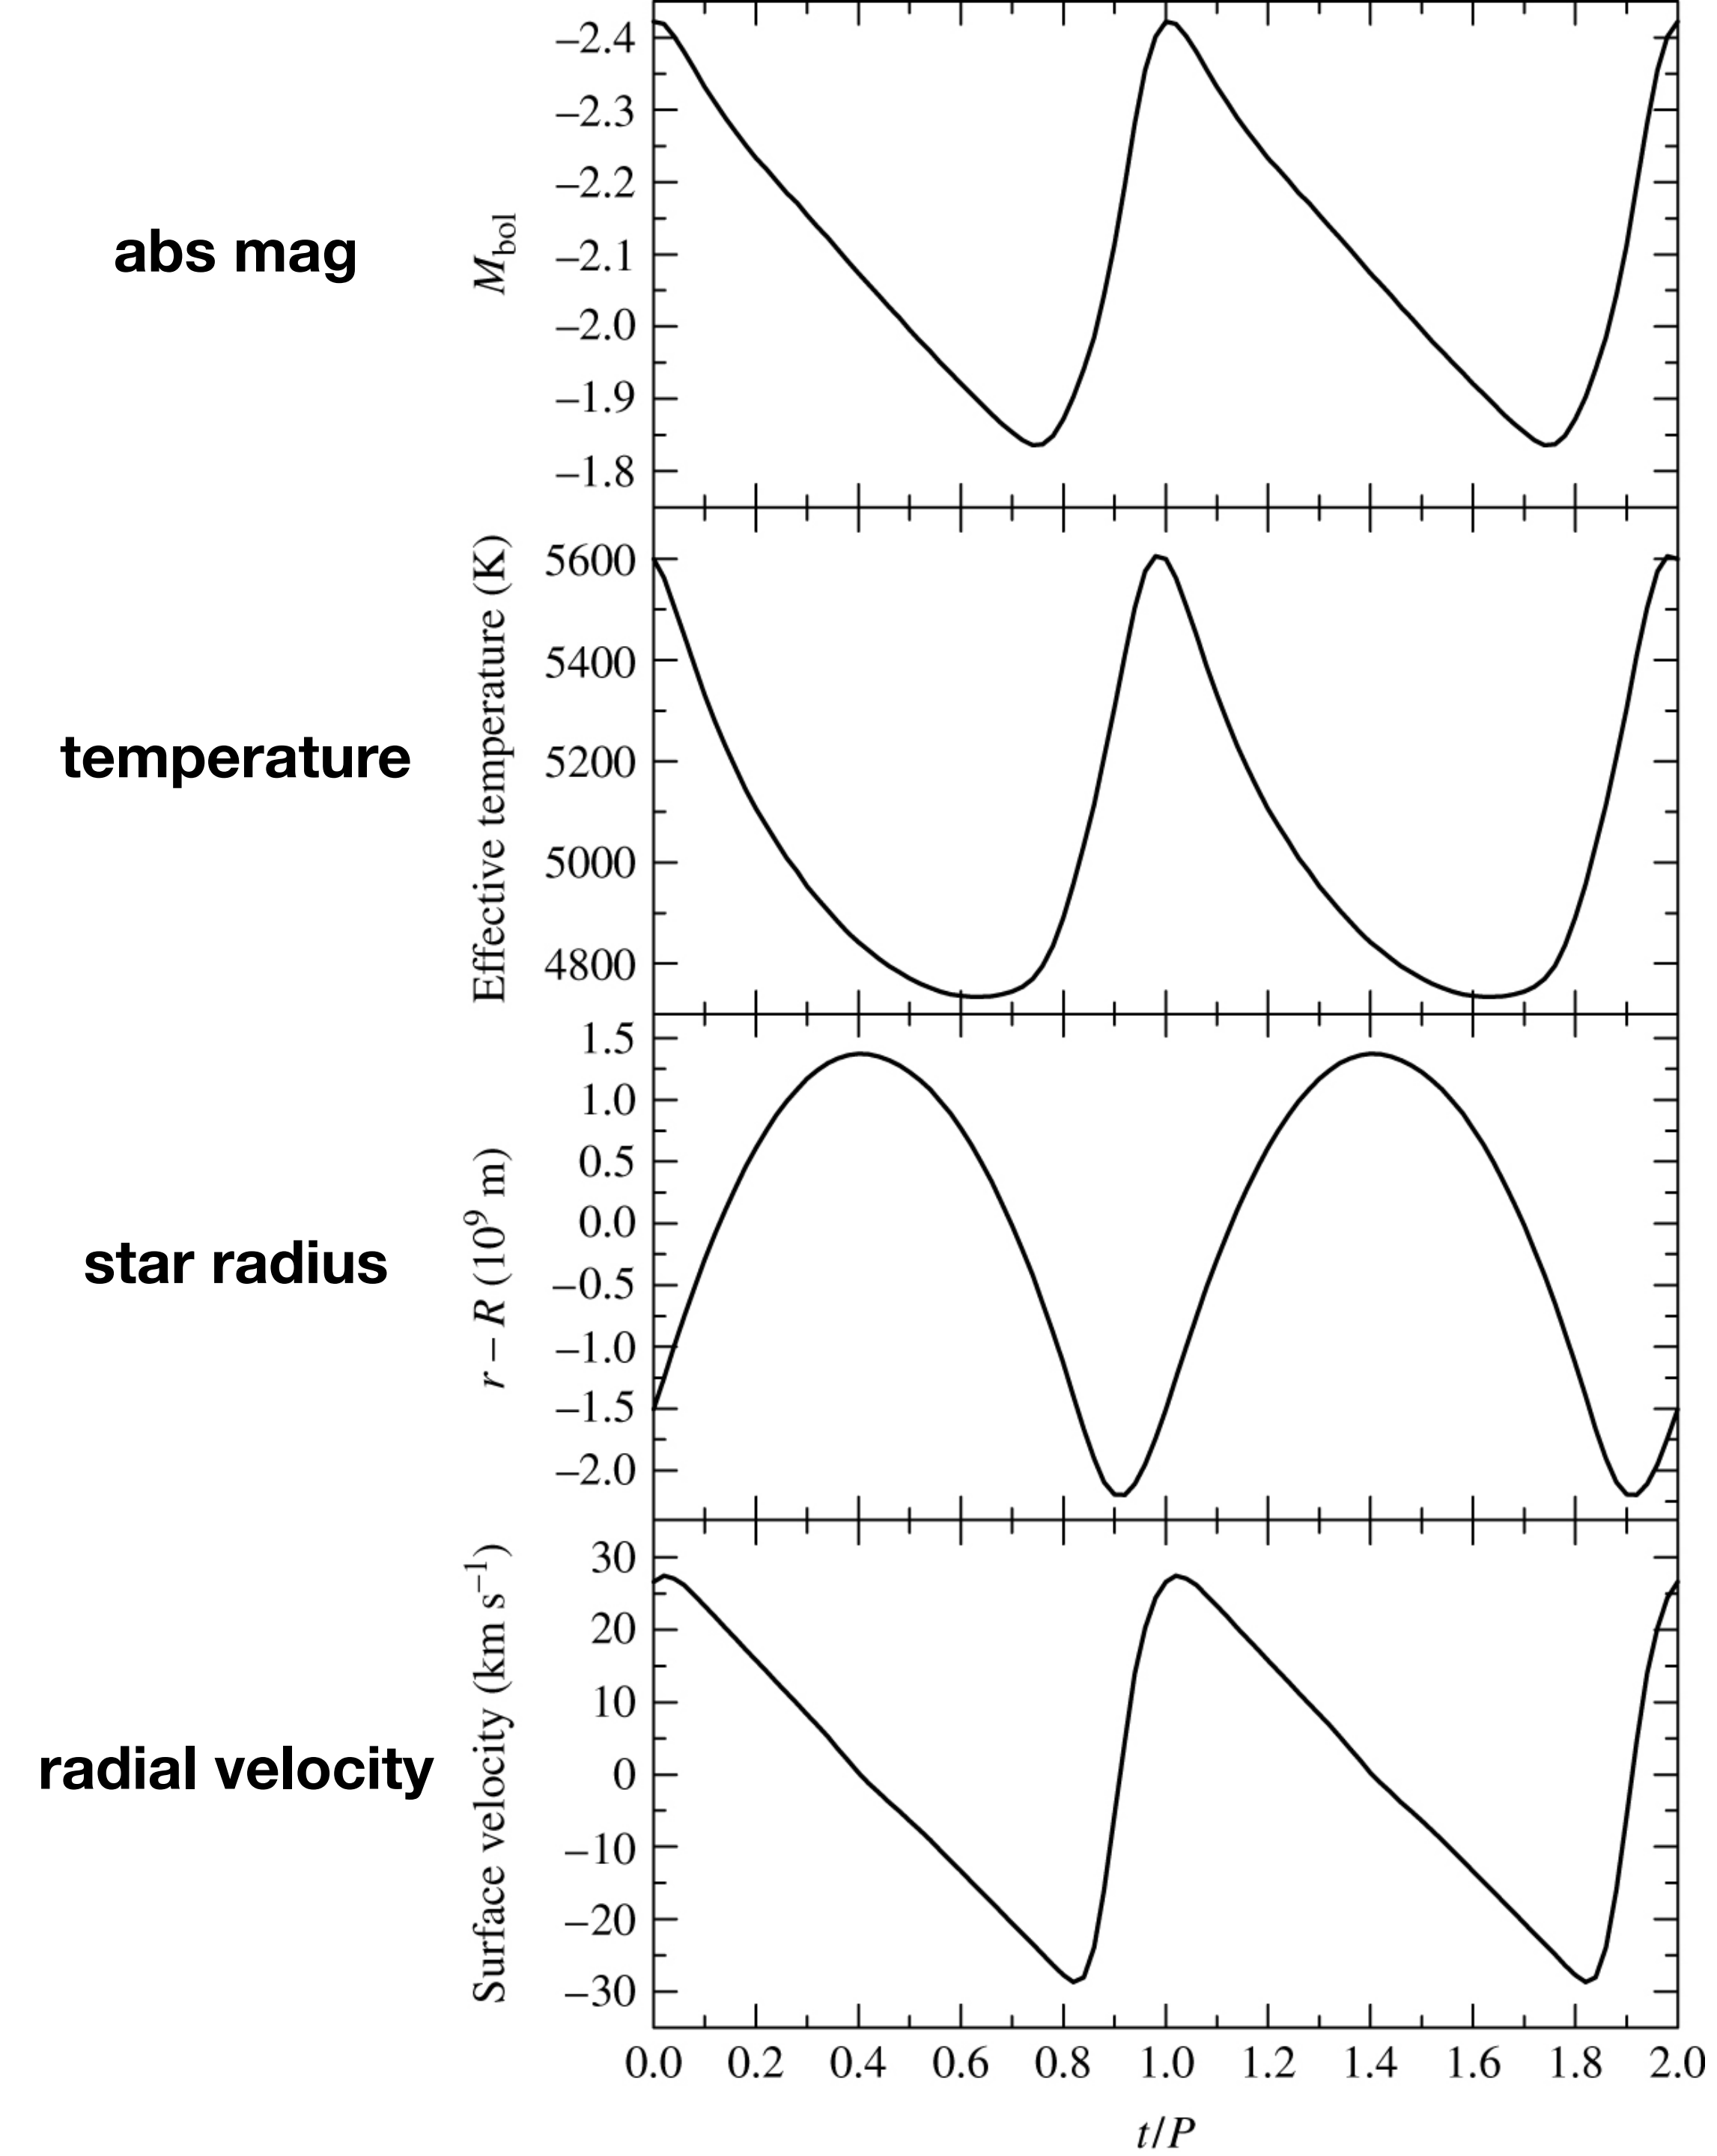 abs mag
M_bol
−2.4
−2.3
−2.2
−2.1
−2.0
−1.9
−1.8
temperature
Effective temperature (K)
5600
5400
5200
5000
4800
star radius
r − R (10⁹ m)
1.5
1.0
0.5
0.0
−0.5
−1.0
−1.5
−2.0
radial velocity
Surface velocity (km s⁻¹)
30
20
10
0
−10
−20
−30
0.0 0.2 0.4 0.6 0.8 1.0 1.2 1.4 1.6 1.8 2.0
t/P